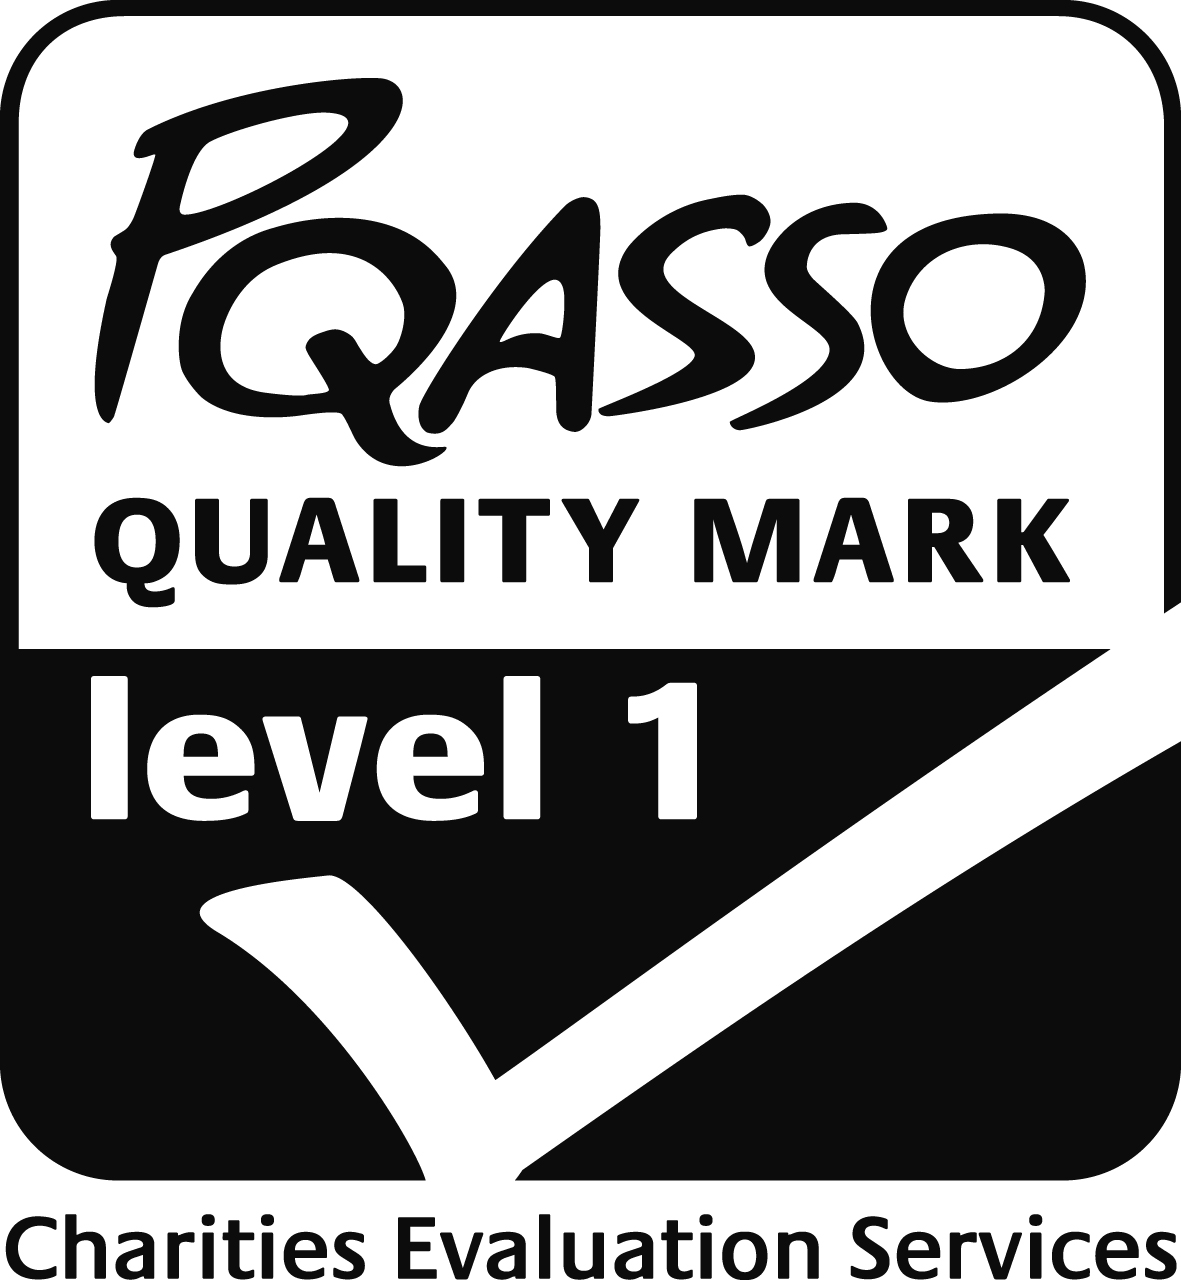 PQASSO
QUALITY MARK
level 1
Charities Evaluation Services